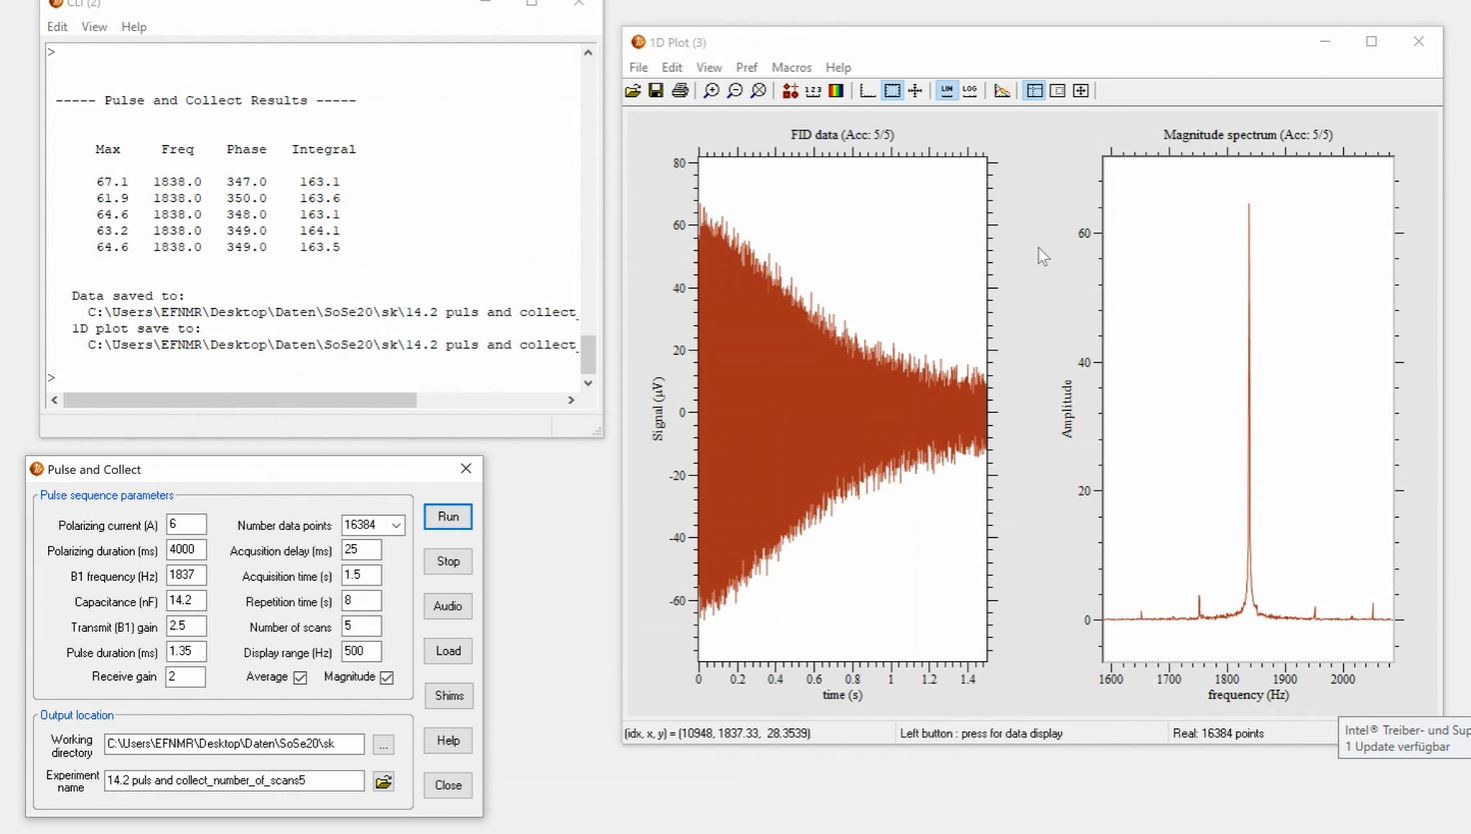 CLI (2)
Edit View Help
>
----- Pulse and Collect Results -----
Max Freq Phase Integral
67.1 1838.0 347.0 163.1
61.9 1838.0 350.0 163.6
64.6 1838.0 348.0 163.1
63.2 1838.0 349.0 164.1
64.6 1838.0 349.0 163.5
Data saved to:
C:\Users\EFNMR\Desktop\Daten\SoSe20\sk\14.2 puls and collect_
1D plot save to:
C:\Users\EFNMR\Desktop\Daten\SoSe20\sk\14.2 puls and collect_
>
Pulse and Collect
Pulse sequence parameters
Polarizing current (A) 6 Number data points 16384
Polarizing duration (ms) 4000 Acqusition delay (ms) 25
B1 frequency (Hz) 1837 Acquisition time (s) 1.5
Capacitance (nF) 14.2 Repetition time (s) 8
Transmit (B1) gain 2.5 Number of scans 5
Pulse duration (ms) 1.35 Display range (Hz) 500
Receive gain 2 Average Magnitude
Output location
Working directory C:\Users\EFNMR\Desktop\Daten\SoSe20\sk ...
Experiment name 14.2 puls and collect_number_of_scans5
Run
Stop
Audio
Load
Shims
Help
Close
1D Plot (3)
File Edit View Pref Macros Help
1 2 3 LIN LOG
FID data (Acc: 5/5)
80
60
40
20
0
-20
-40
-60
Signal (µV)
0 0.2 0.4 0.6 0.8 1 1.2 1.4
time (s)
Magnitude spectrum (Acc: 5/5)
60
40
20
0
Amplitude
1600 1700 1800 1900 2000
frequency (Hz)
(idx, x, y) = (10948, 1837.33, 28.3539) Left button : press for data display Real: 16384 points
Intel® Treiber- und Sup
1 Update verfügbar